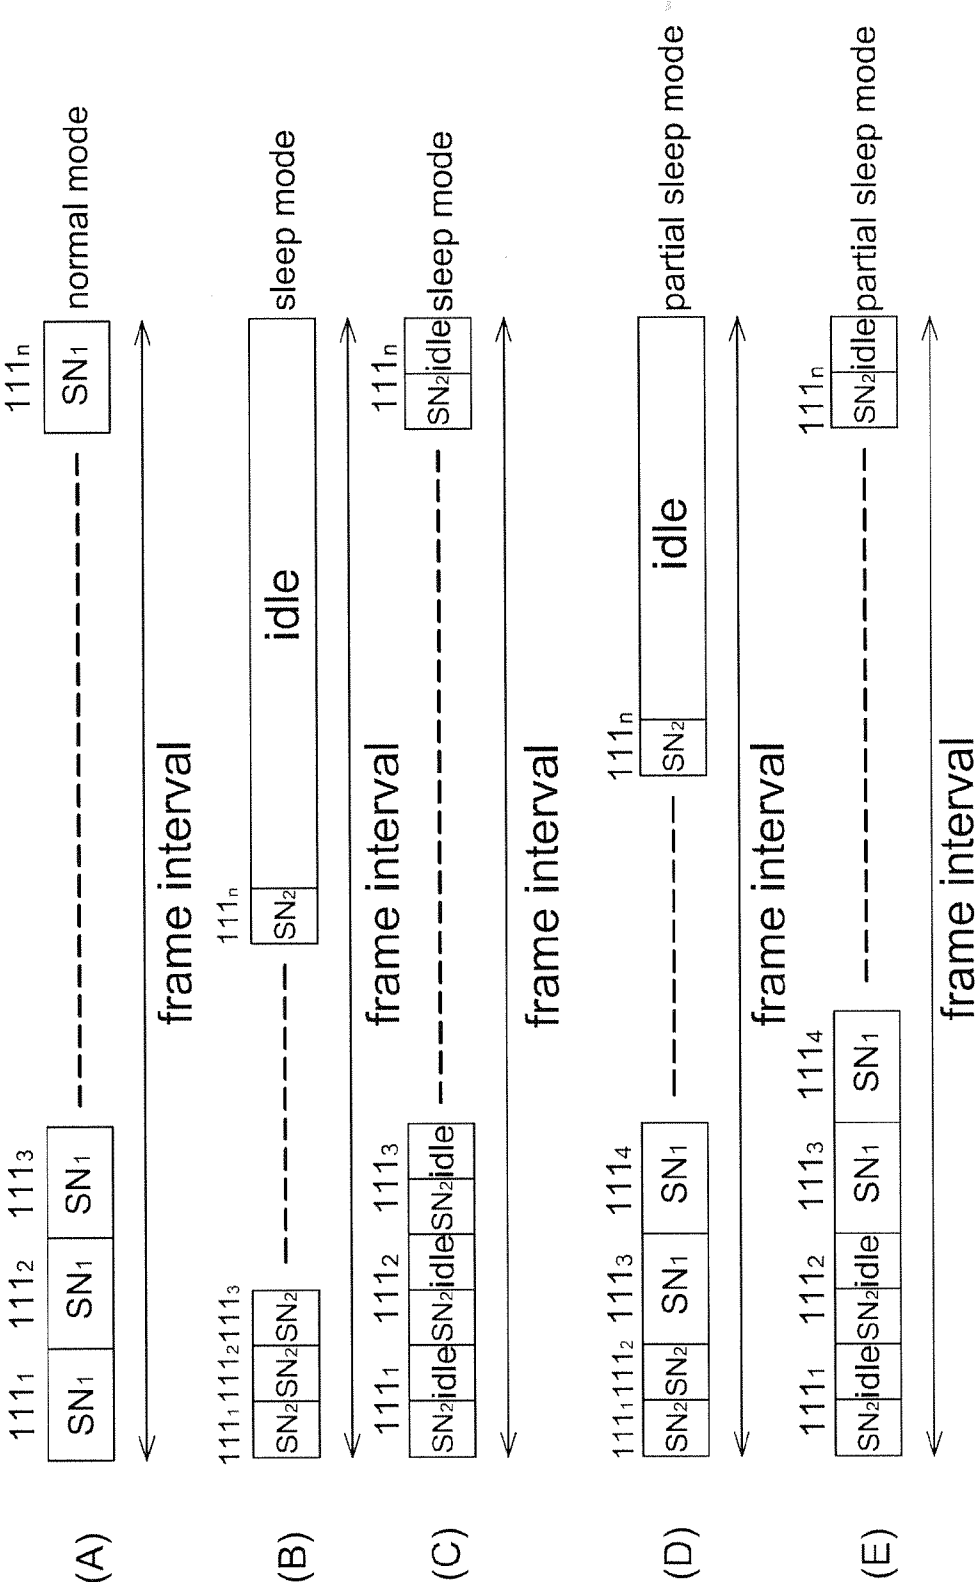 (A) 111₁ 111₂ 111₃ 111ₙ
SN₁ SN₁ SN₁ SN₁ normal mode
frame interval
(B) 111₁ 111₂ 111₃ 111ₙ
SN₂ SN₂ SN₂ SN₂ idle sleep mode
frame interval
(C) 111₁ 111₂ 111₃ 111ₙ
SN₂ idle SN₂ idle SN₂ idle SN₂ idle sleep mode
frame interval
(D) 111₁ 111₂ 111₃ 111₄ 111ₙ
SN₂ SN₂ SN₁ SN₁ SN₂ idle partial sleep mode
frame interval
(E) 111₁ 111₂ 111₃ 111₄ 111ₙ
SN₂ idle SN₂ idle SN₁ SN₁ SN₂ idle partial sleep mode
frame interval